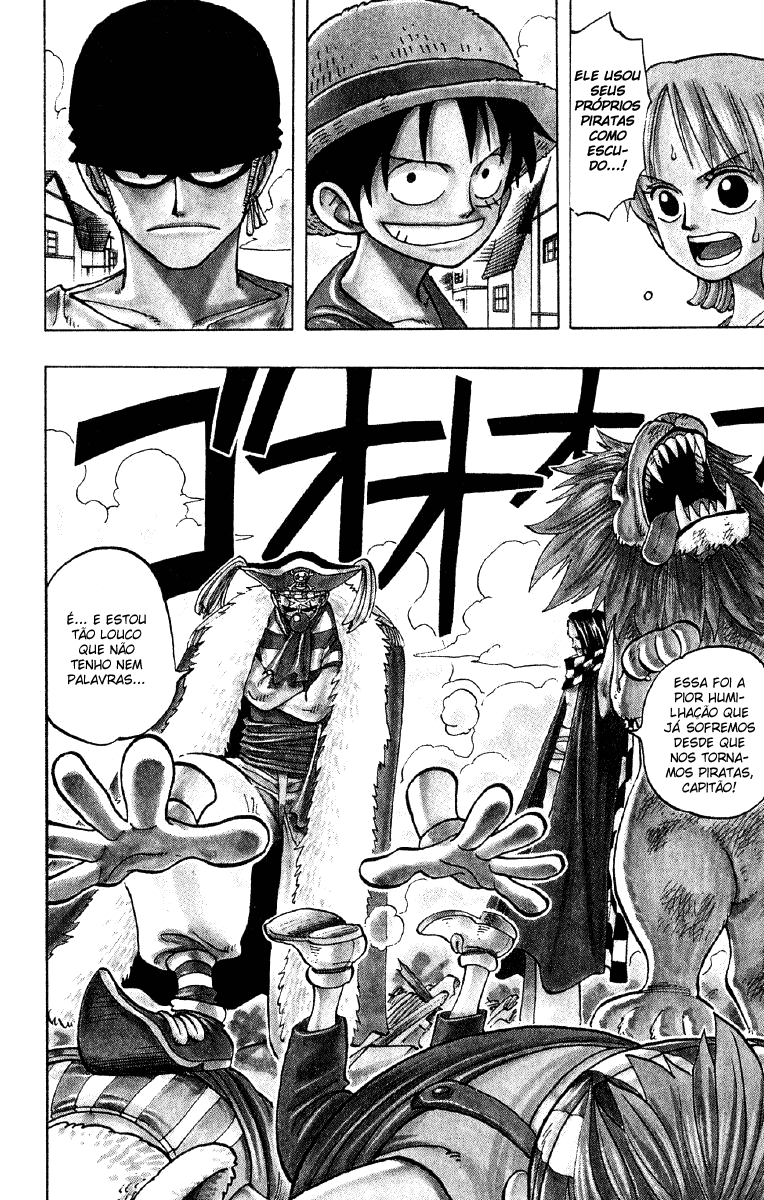 ELE USOU
SEUS
PRÓPRIOS
PIRATAS
COMO
ESCU-
DO...!
ゴオオオ
ESSA FOI A
PIOR HUMI-
LHAÇÃO QUE
JÁ SOFREMOS
DESDE QUE
NOS TORNA-
MOS PIRATAS,
CAPITÃO!
É... E ESTOU
TÃO LOUCO
QUE NÃO
TENHO NEM
PALAVRAS...